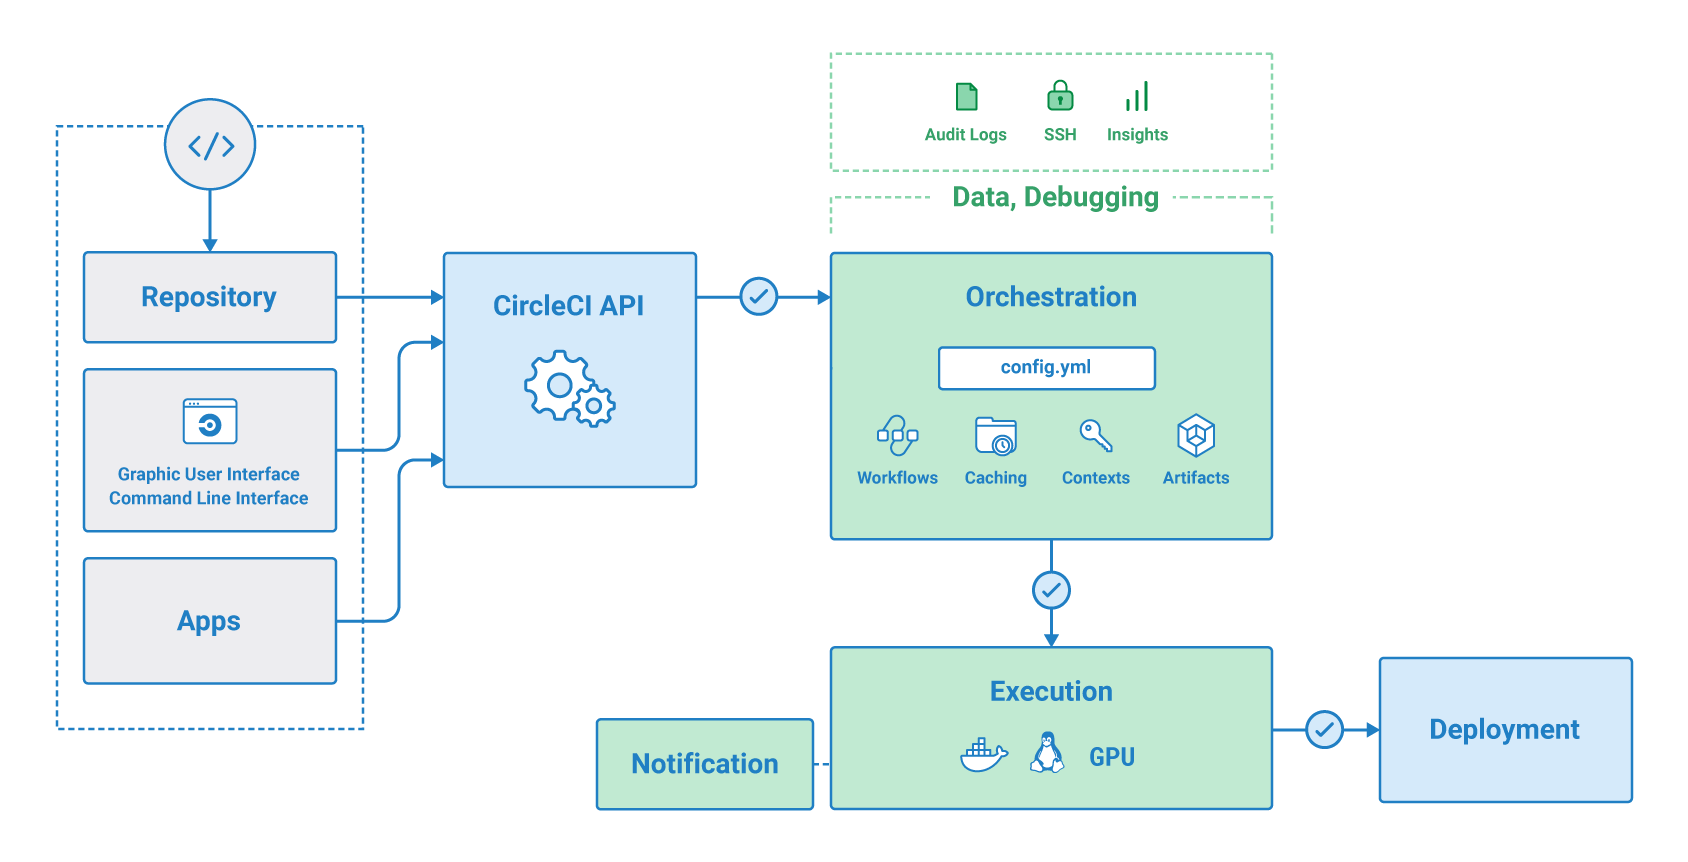 </>
Repository
Graphic User Interface
Command Line Interface
Apps
CircleCI API
Audit Logs
SSH
Insights
Data, Debugging
Orchestration
config.yml
Workflows
Caching
Contexts
Artifacts
Execution
GPU
Notification
Deployment